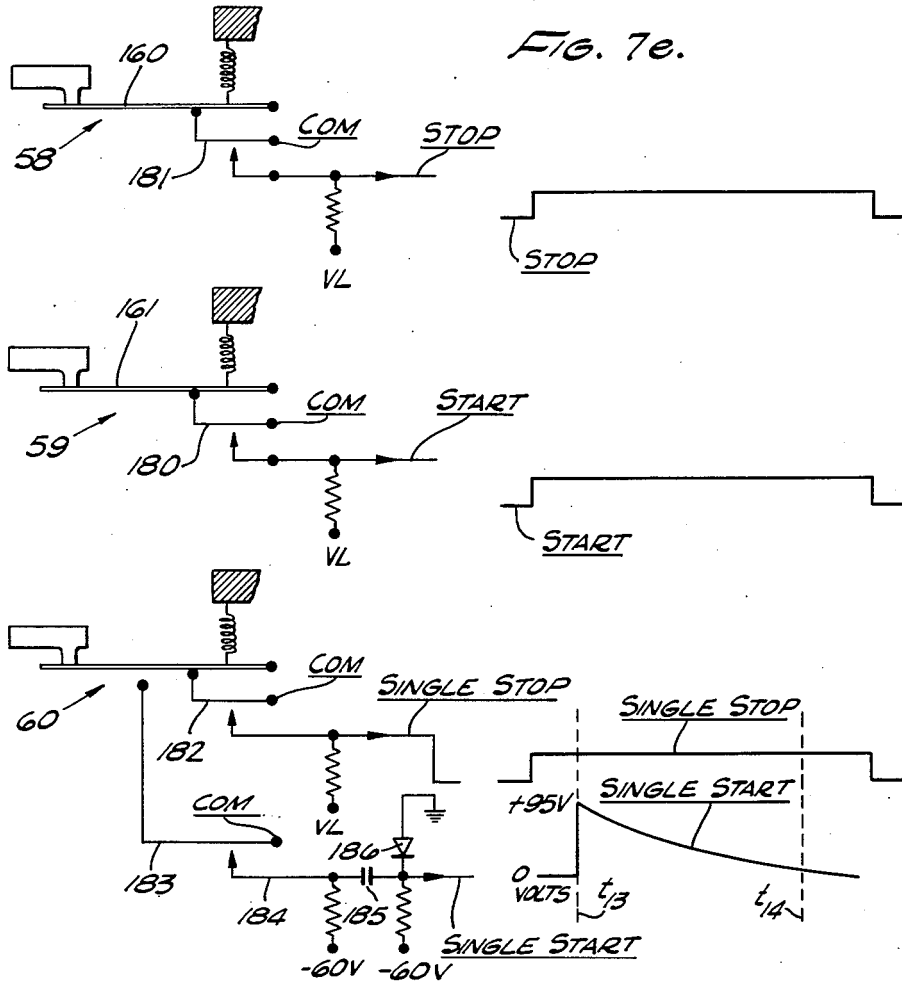 FIG. 7e.
160
58
181
COM
STOP
VL
STOP
161
59
180
COM
START
VL
START
60
182
COM
SINGLE STOP
VL
COM
183
184
185
186
-60V
-60V
SINGLE START
SINGLE STOP
SINGLE START
+95V
0
VOLTS
t13
t14